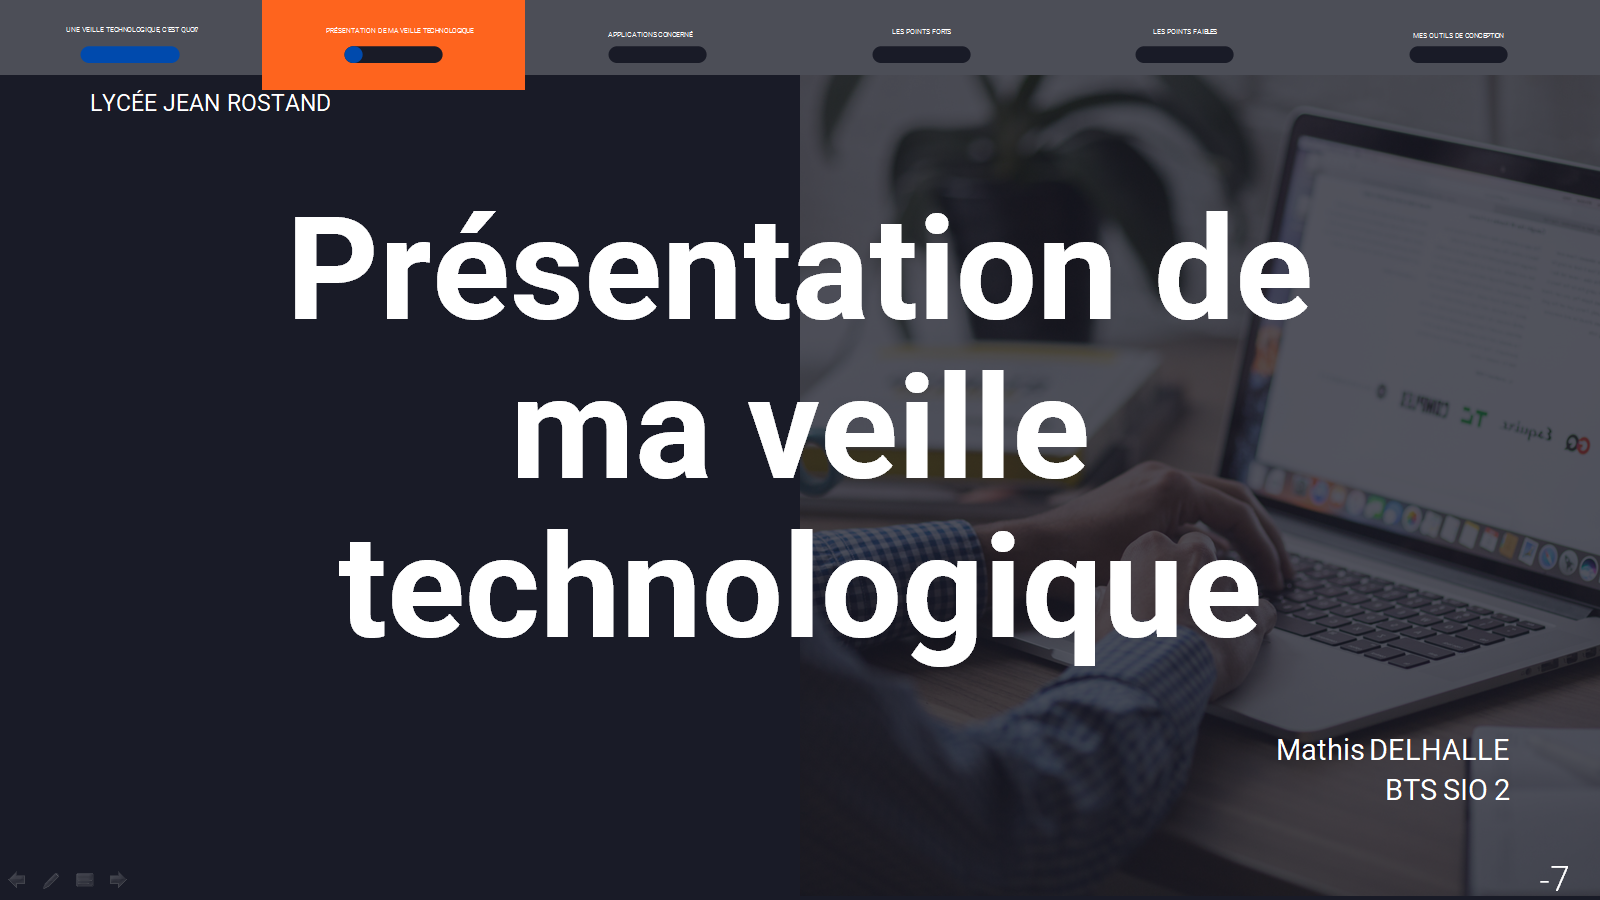 UNE VEILLE TECHNOLOGIQUE, C'EST QUOI?
PRÉSENTATION DE MA VEILLE TECHNOLOGIQUE
APPLICATIONS CONCERNÉ
LES POINTS FORTS
LES POINTS FAIBLES
MES OUTILS DE CONCEPTION
LYCÉE JEAN ROSTAND
Présentation de
ma veille
technologique
Mathis DELHALLE
BTS SIO 2
-7